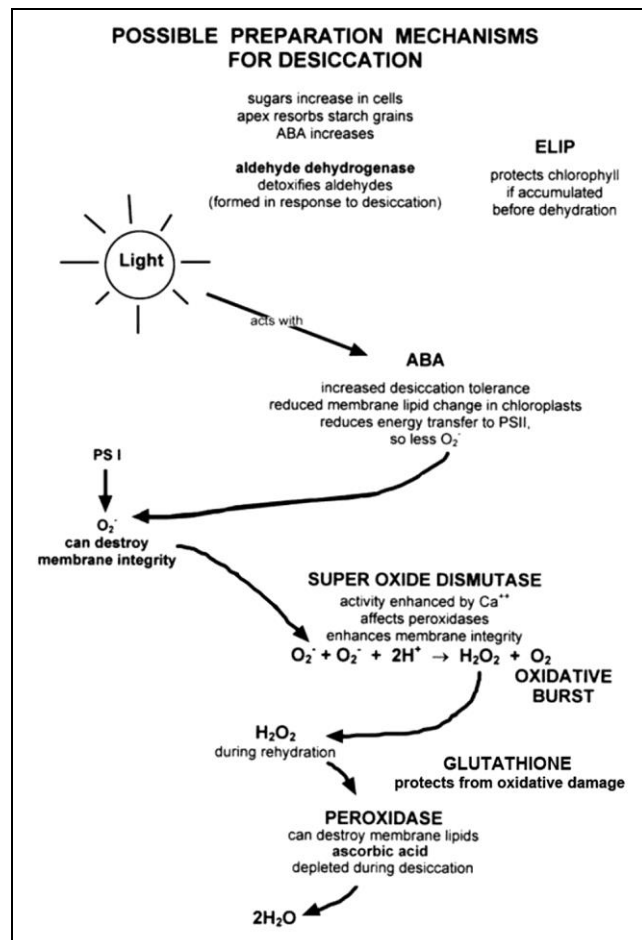 POSSIBLE PREPARATION MECHANISMS
FOR DESICCATION
sugars increase in cells
apex resorbs starch grains
ABA increases
aldehyde dehydrogenase
detoxifies aldehydes
(formed in response to desiccation)
ELIP
protects chlorophyll
if accumulated
before dehydration
Light
acts with
ABA
increased desiccation tolerance
reduced membrane lipid change in chloroplasts
reduces energy transfer to PSII,
so less O₂⁻
PS I
O₂⁻
can destroy
membrane integrity
SUPER OXIDE DISMUTASE
activity enhanced by Ca⁺⁺
affects peroxidases
enhances membrane integrity
O₂⁻ + O₂⁻ + 2H⁺ → H₂O₂ + O₂
OXIDATIVE
BURST
H₂O₂
during rehydration
GLUTATHIONE
protects from oxidative damage
PEROXIDASE
can destroy membrane lipids
ascorbic acid
depleted during desiccation
2H₂O